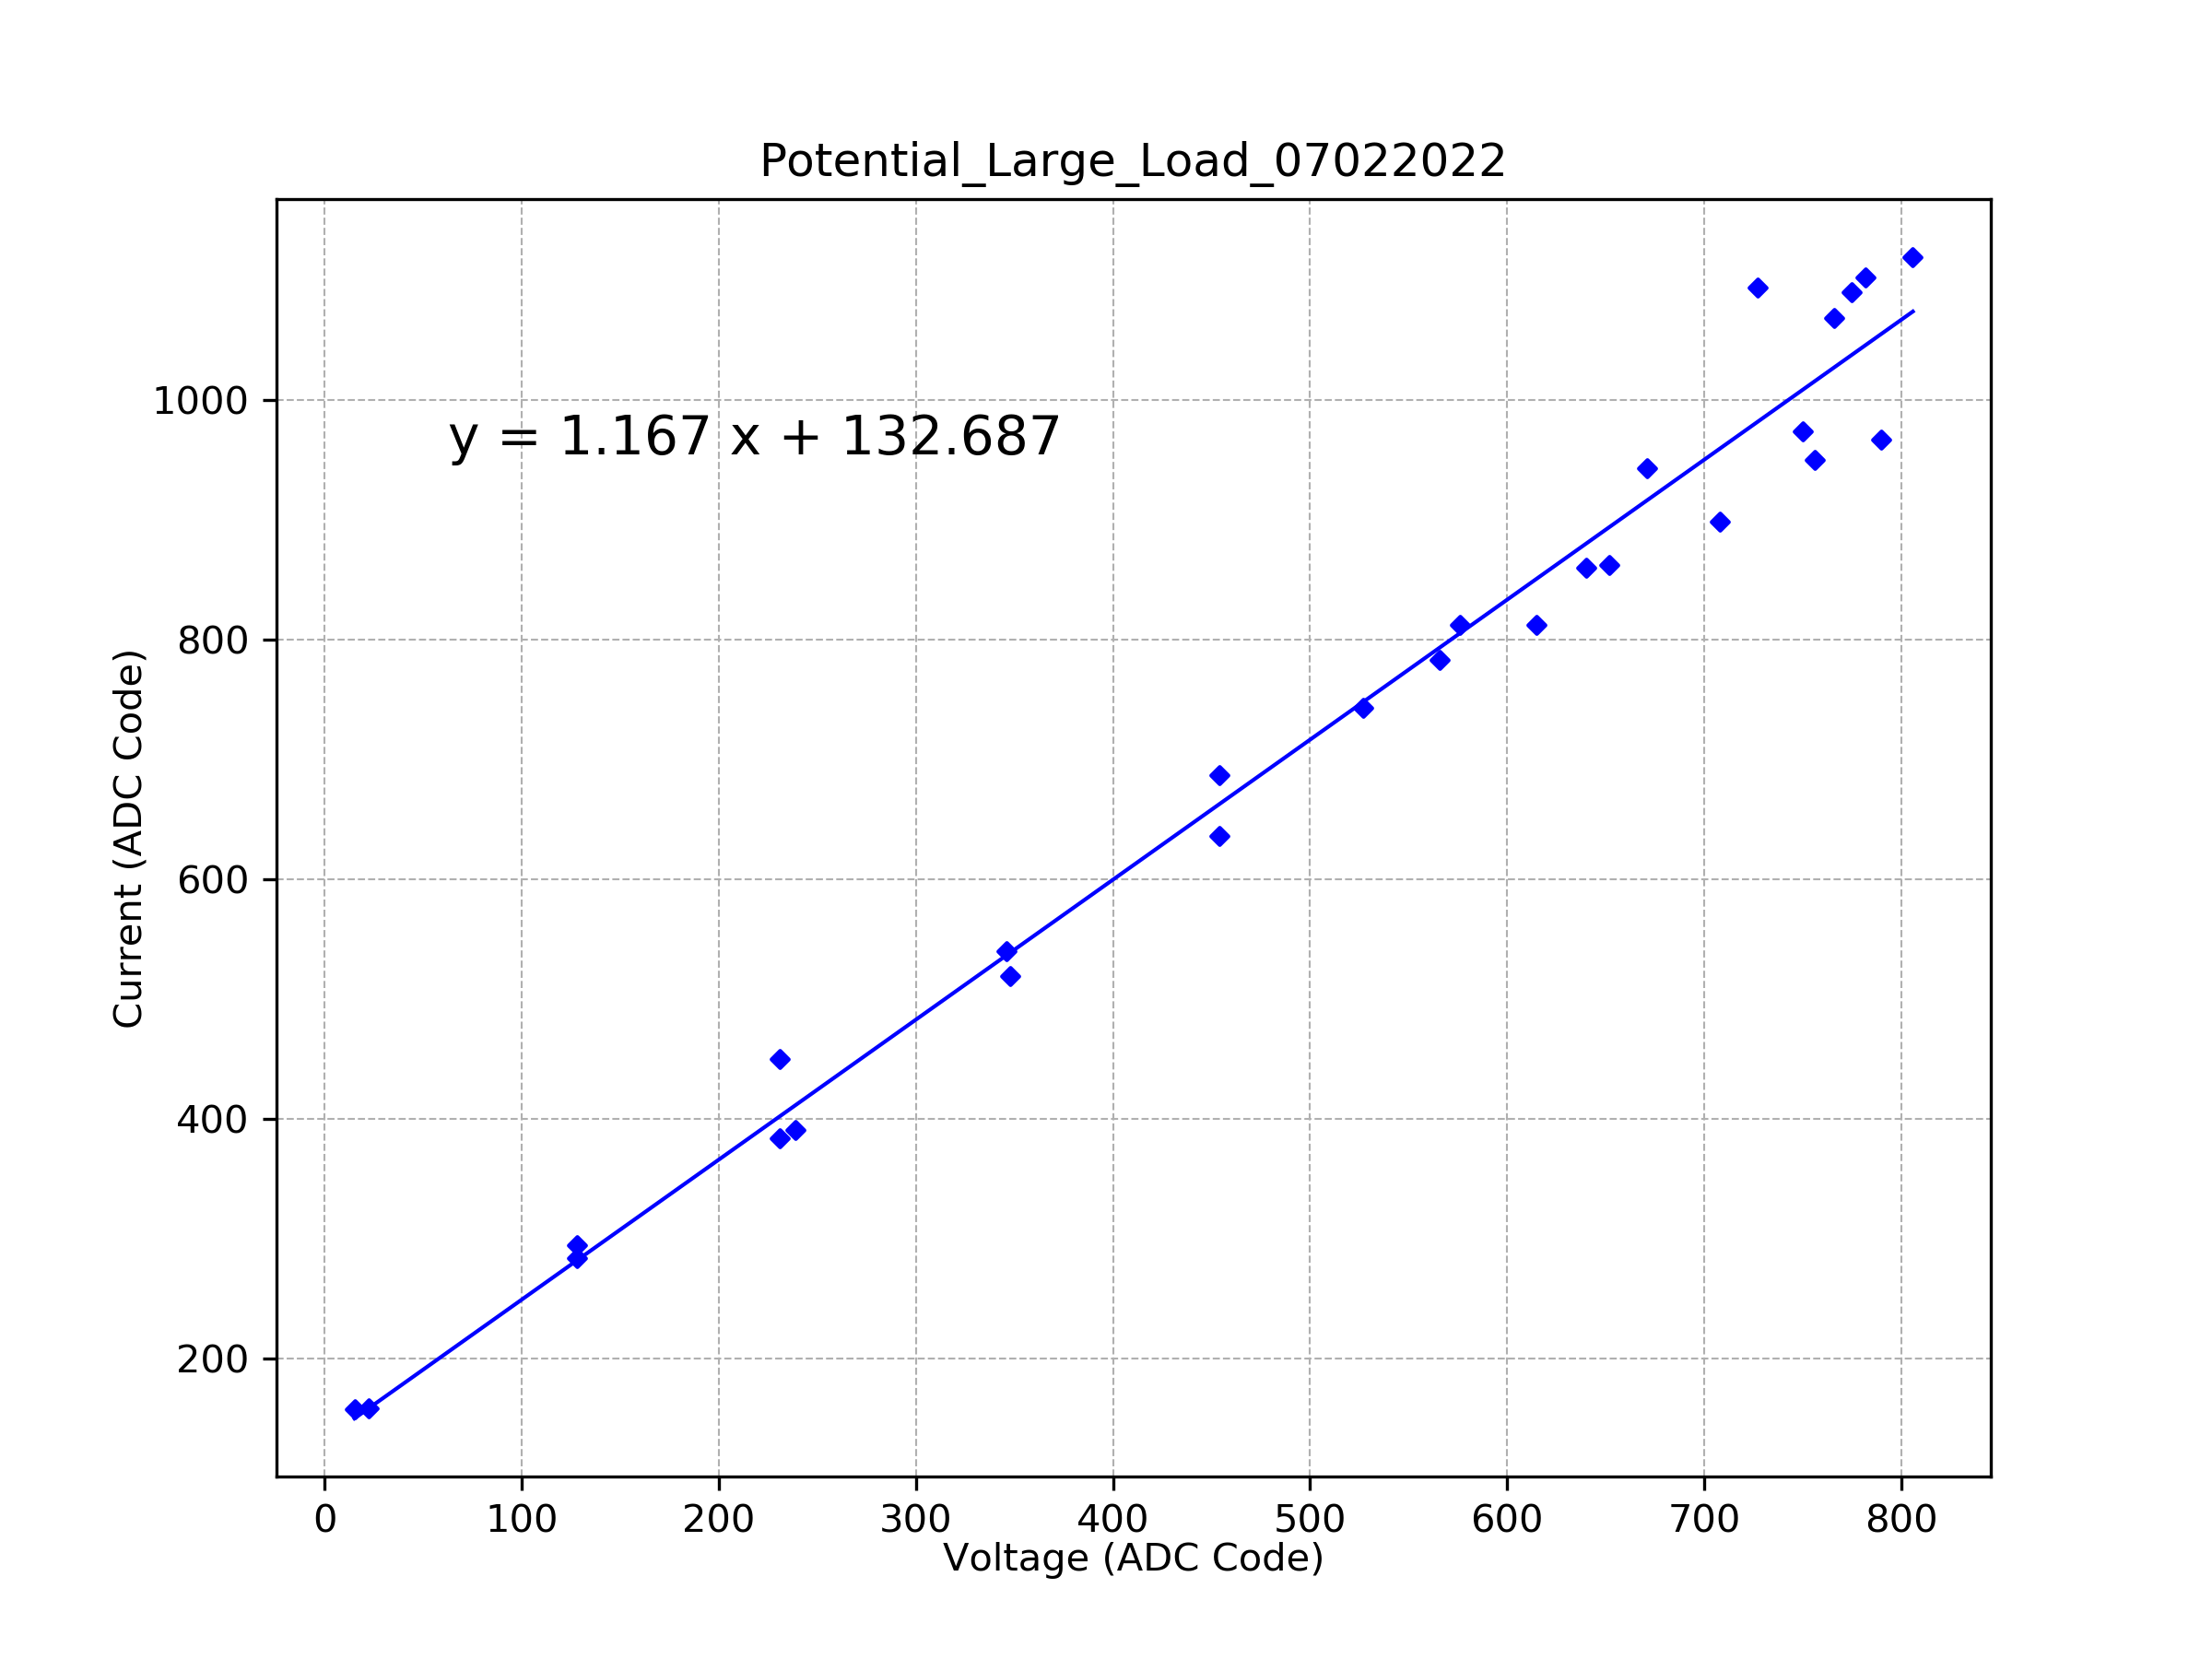 Potential_Large_Load_07022022
y = 1.167 x + 132.687
Current (ADC Code)
1000
800
600
400
200
0 100 200 300 400 500 600 700 800
Voltage (ADC Code)